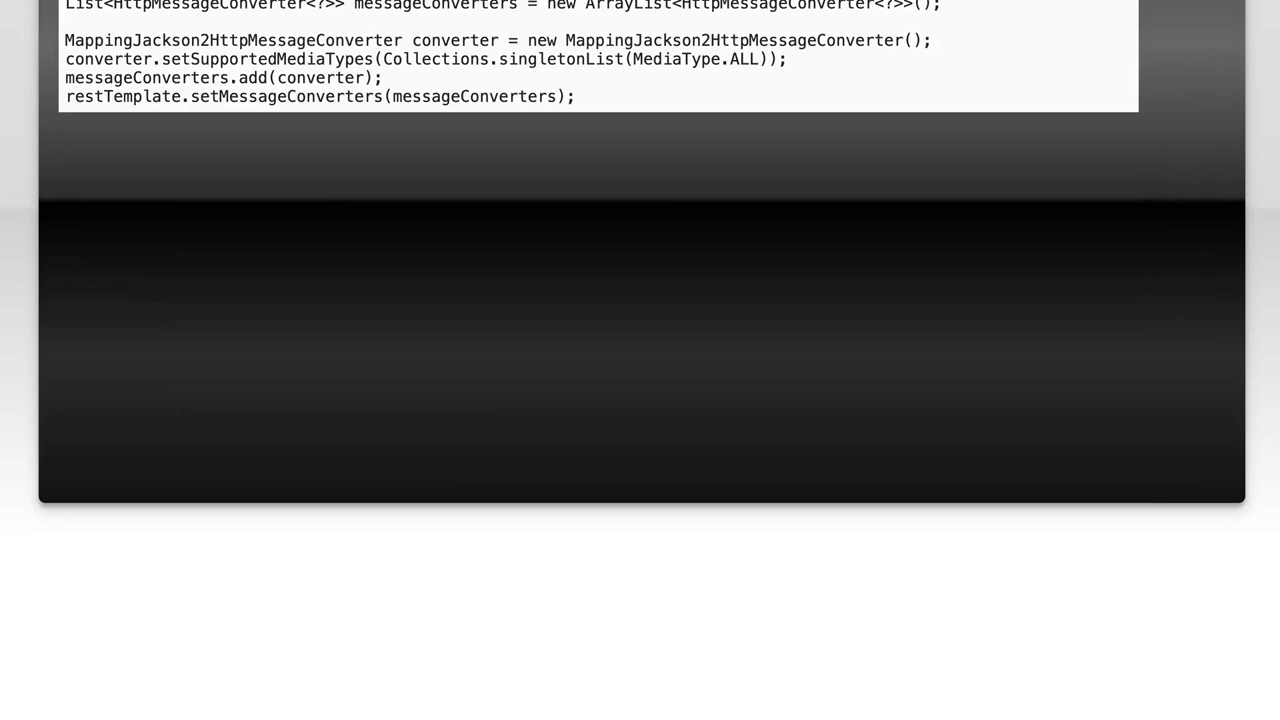 List<HttpMessageConverter<?>> messageConverters = new ArrayList<HttpMessageConverter<?>>();
MappingJackson2HttpMessageConverter converter = new MappingJackson2HttpMessageConverter();
converter.setSupportedMediaTypes(Collections.singletonList(MediaType.ALL));
messageConverters.add(converter);
restTemplate.setMessageConverters(messageConverters);